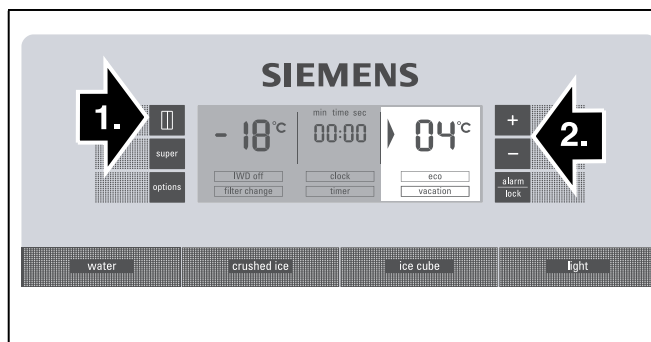 SIEMENS
1.
super
options
- 18°C
min time sec
00:00
04°C
IWD off
clock
eco
filter change
timer
vacation
+
-
alarm
lock
2.
water
crushed ice
ice cube
light